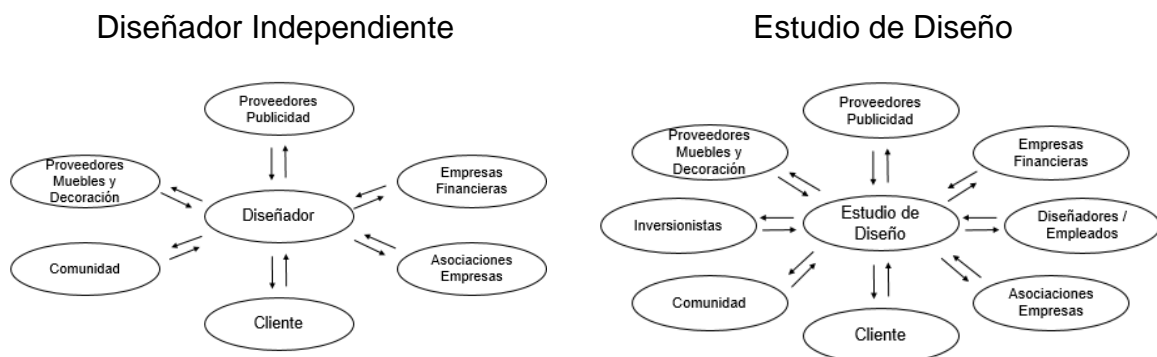 Diseñador Independiente
Proveedores
Publicidad
Proveedores
Muebles y
Decoración
Empresas
Financieras
Diseñador
Comunidad
Asociaciones
Empresas
Cliente
Estudio de Diseño
Proveedores
Publicidad
Proveedores
Muebles y
Decoración
Empresas
Financieras
Inversionistas
Estudio de
Diseño
Diseñadores /
Empleados
Comunidad
Asociaciones
Empresas
Cliente